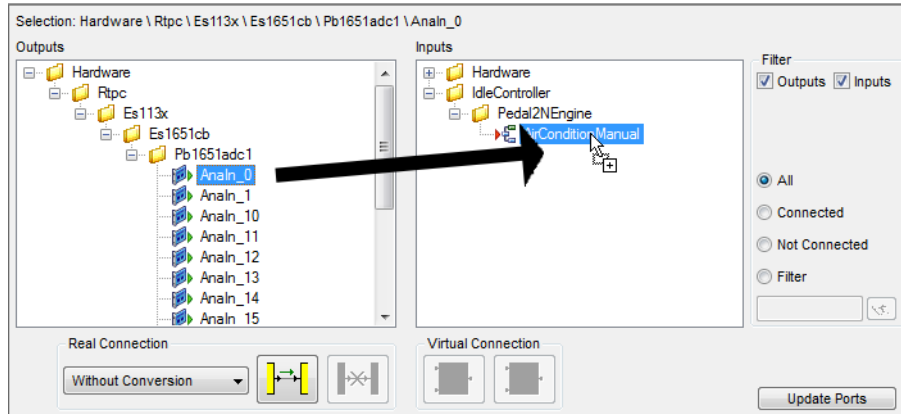 Selection: Hardware \ Rtpc \ Es113x \ Es1651cb \ Pb1651adc1 \ AnaIn_0
Outputs
Hardware
Rtpc
Es113x
Es1651cb
Pb1651adc1
AnaIn_0
AnaIn_1
AnaIn_10
AnaIn_11
AnaIn_12
AnaIn_13
AnaIn_14
AnaIn_15
Inputs
Hardware
IdleController
Pedal2NEngine
AirConditionManual
Filter
Outputs Inputs
All
Connected
Not Connected
Filter
Real Connection
Without Conversion
Virtual Connection
Update Ports